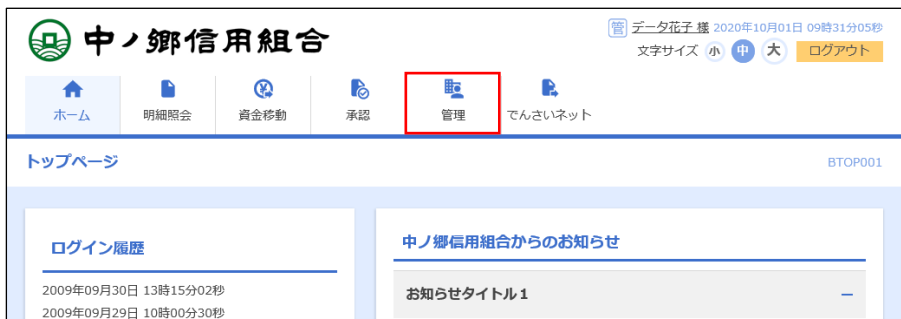 中ノ郷信用組合
管 データ花子 様 2020年10月01日 09時31分05秒
文字サイズ 小 中 大 ログアウト
ホーム 明細照会 資金移動 承認 管理 でんさいネット
トップページ BTOP001
ログイン履歴
2009年09月30日 13時15分02秒
2009年09月29日 10時00分30秒
中ノ郷信用組合からのお知らせ
お知らせタイトル1